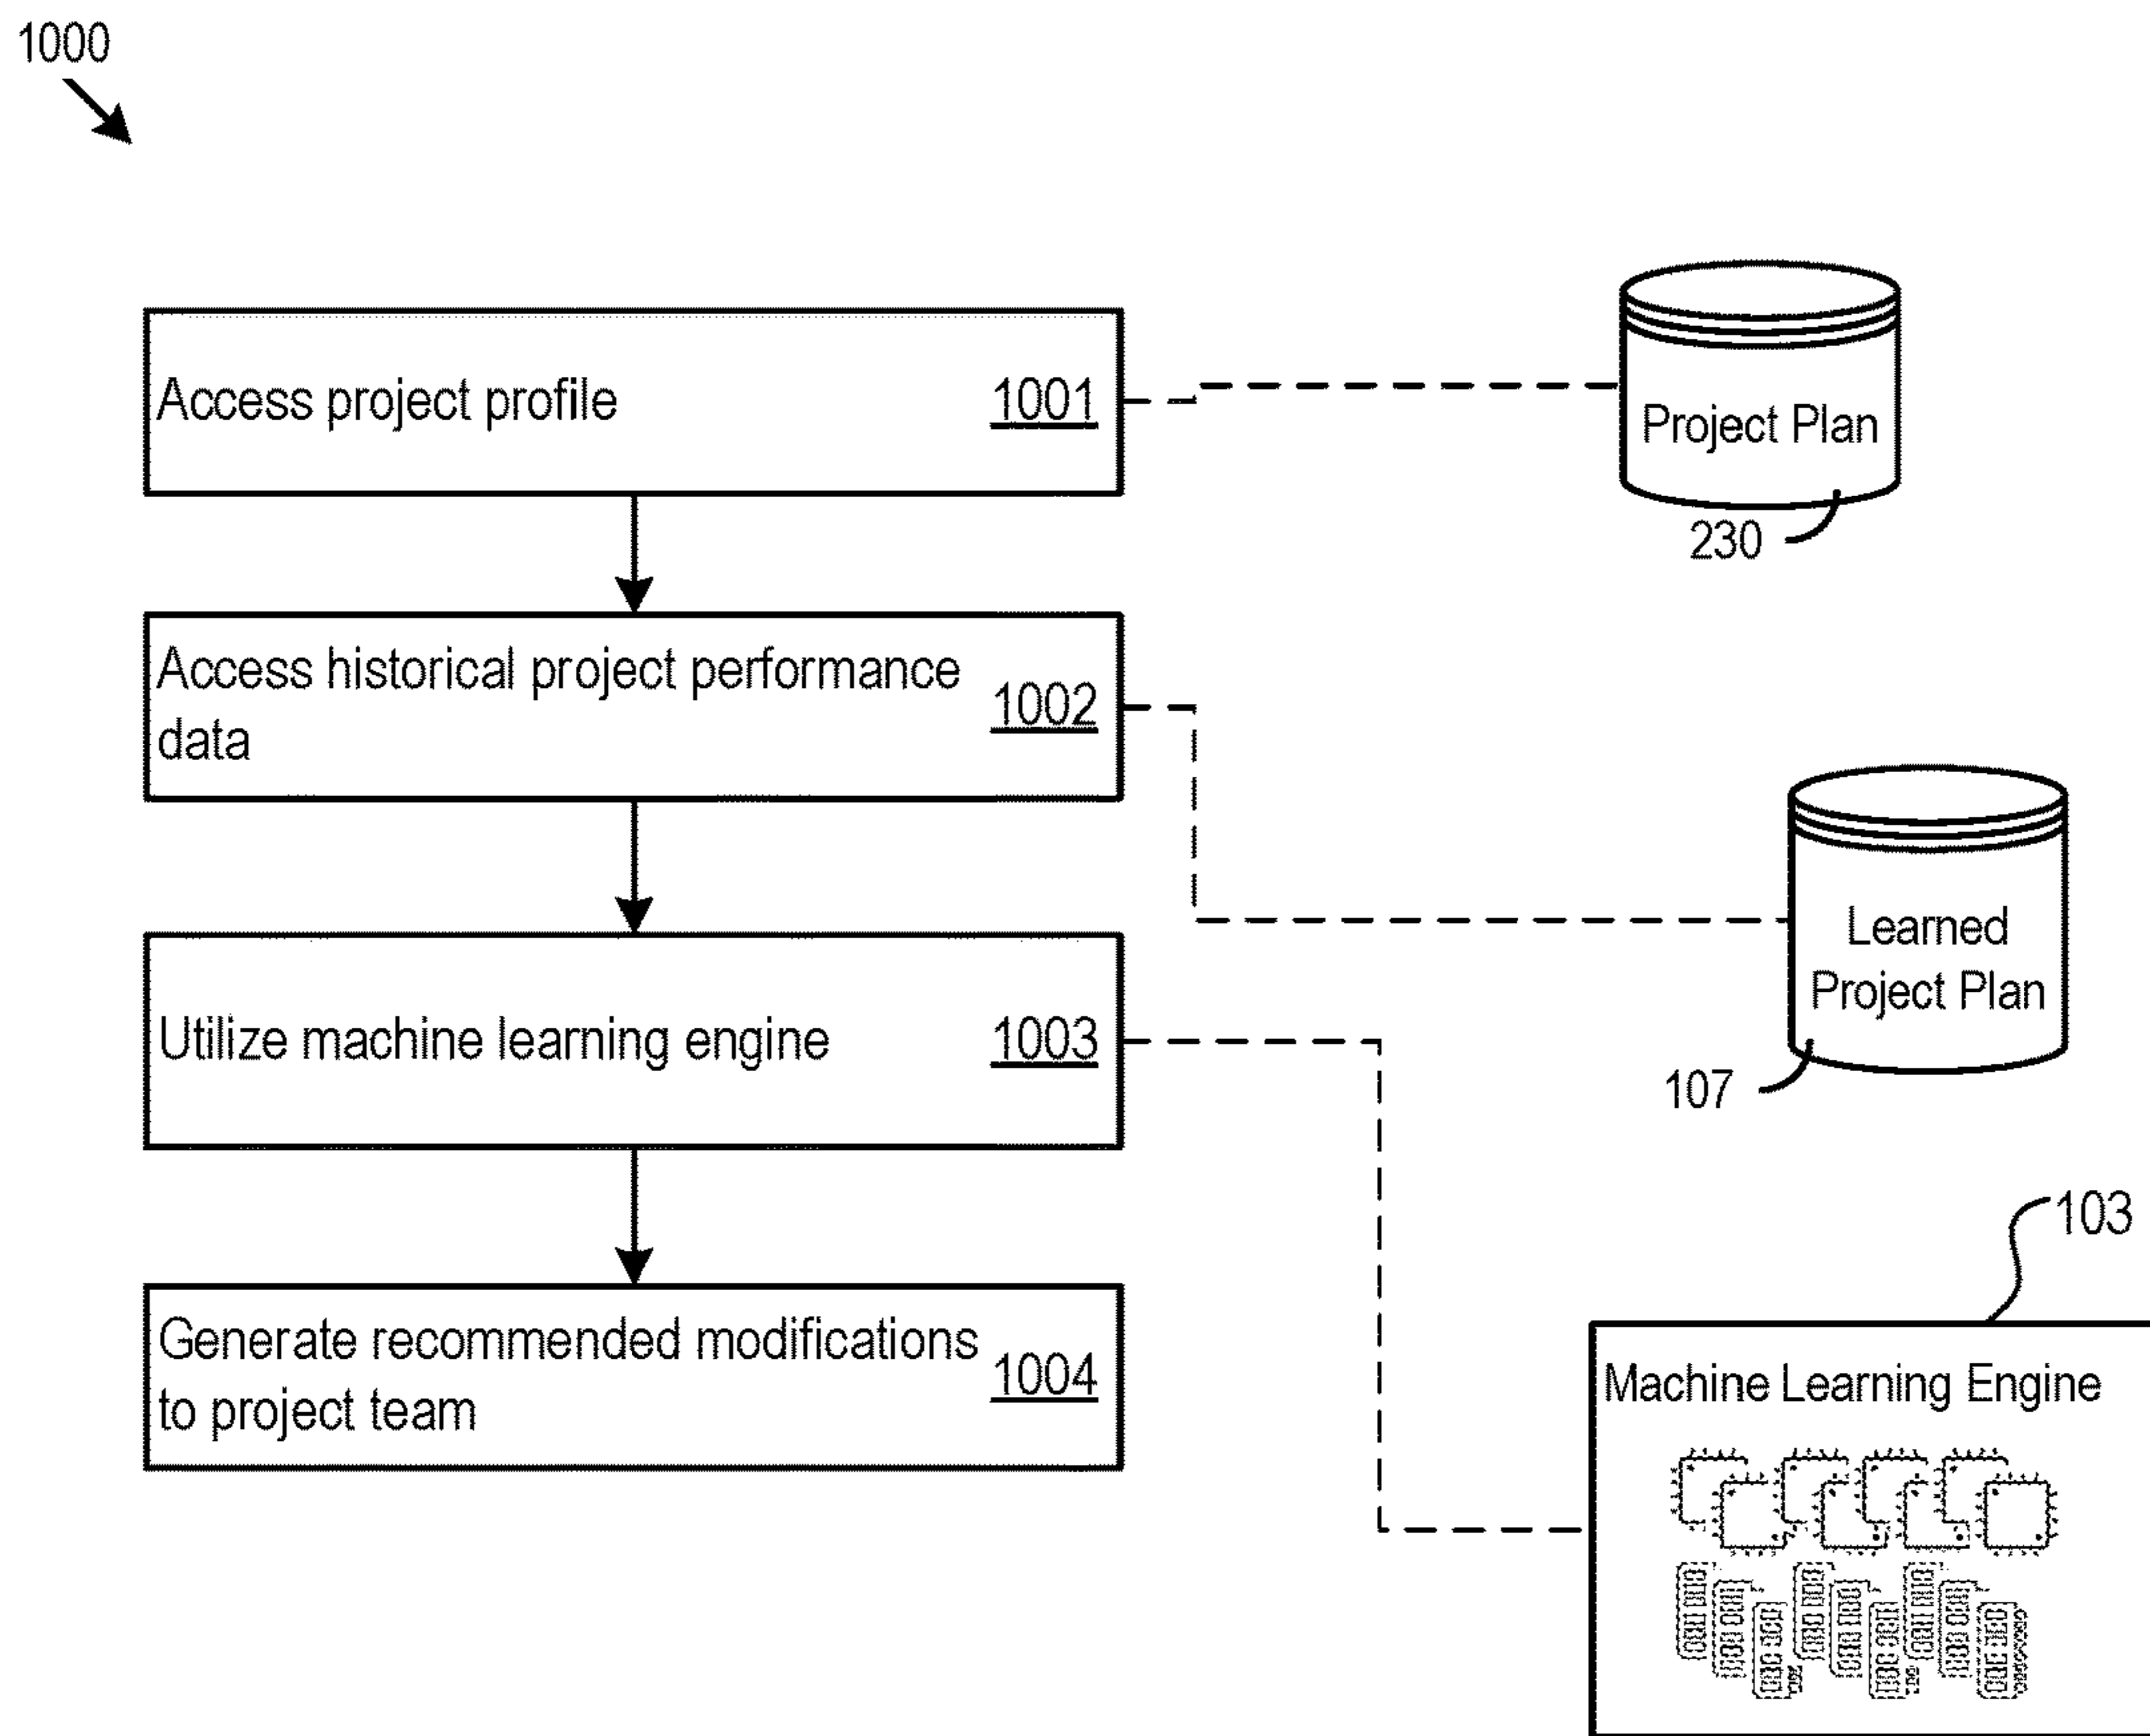 1000
Access project profile 1001
Project Plan
230
Access historical project performance
data
1002
Learned
Project Plan
107
Utilize machine learning engine 1003
103
Machine Learning Engine
Generate recommended modifications
to project team
1004